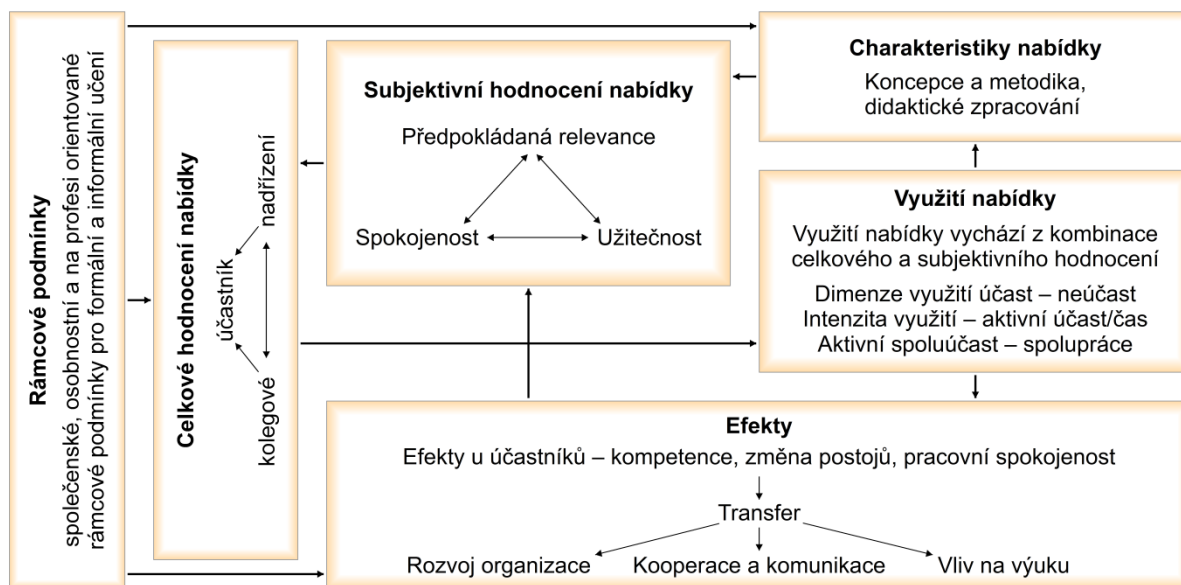 Rámcové podmínky
společenské, osobnostní a na profesi orientované
rámcové podmínky pro formální a informální učení
Celkové hodnocení nabídky
nadřízení
účastník
kolegové
Subjektivní hodnocení nabídky
Předpokládaná relevance
Spokojenost
Užitečnost
Charakteristiky nabídky
Koncepce a metodika,
didaktické zpracování
Využití nabídky
Využití nabídky vychází z kombinace
celkového a subjektivního hodnocení
Dimenze využití účast – neúčast
Intenzita využití – aktivní účast/čas
Aktivní spoluúčast – spolupráce
Efekty
Efekty u účastníků – kompetence, změna postojů, pracovní spokojenost
Transfer
Rozvoj organizace
Kooperace a komunikace
Vliv na výuku